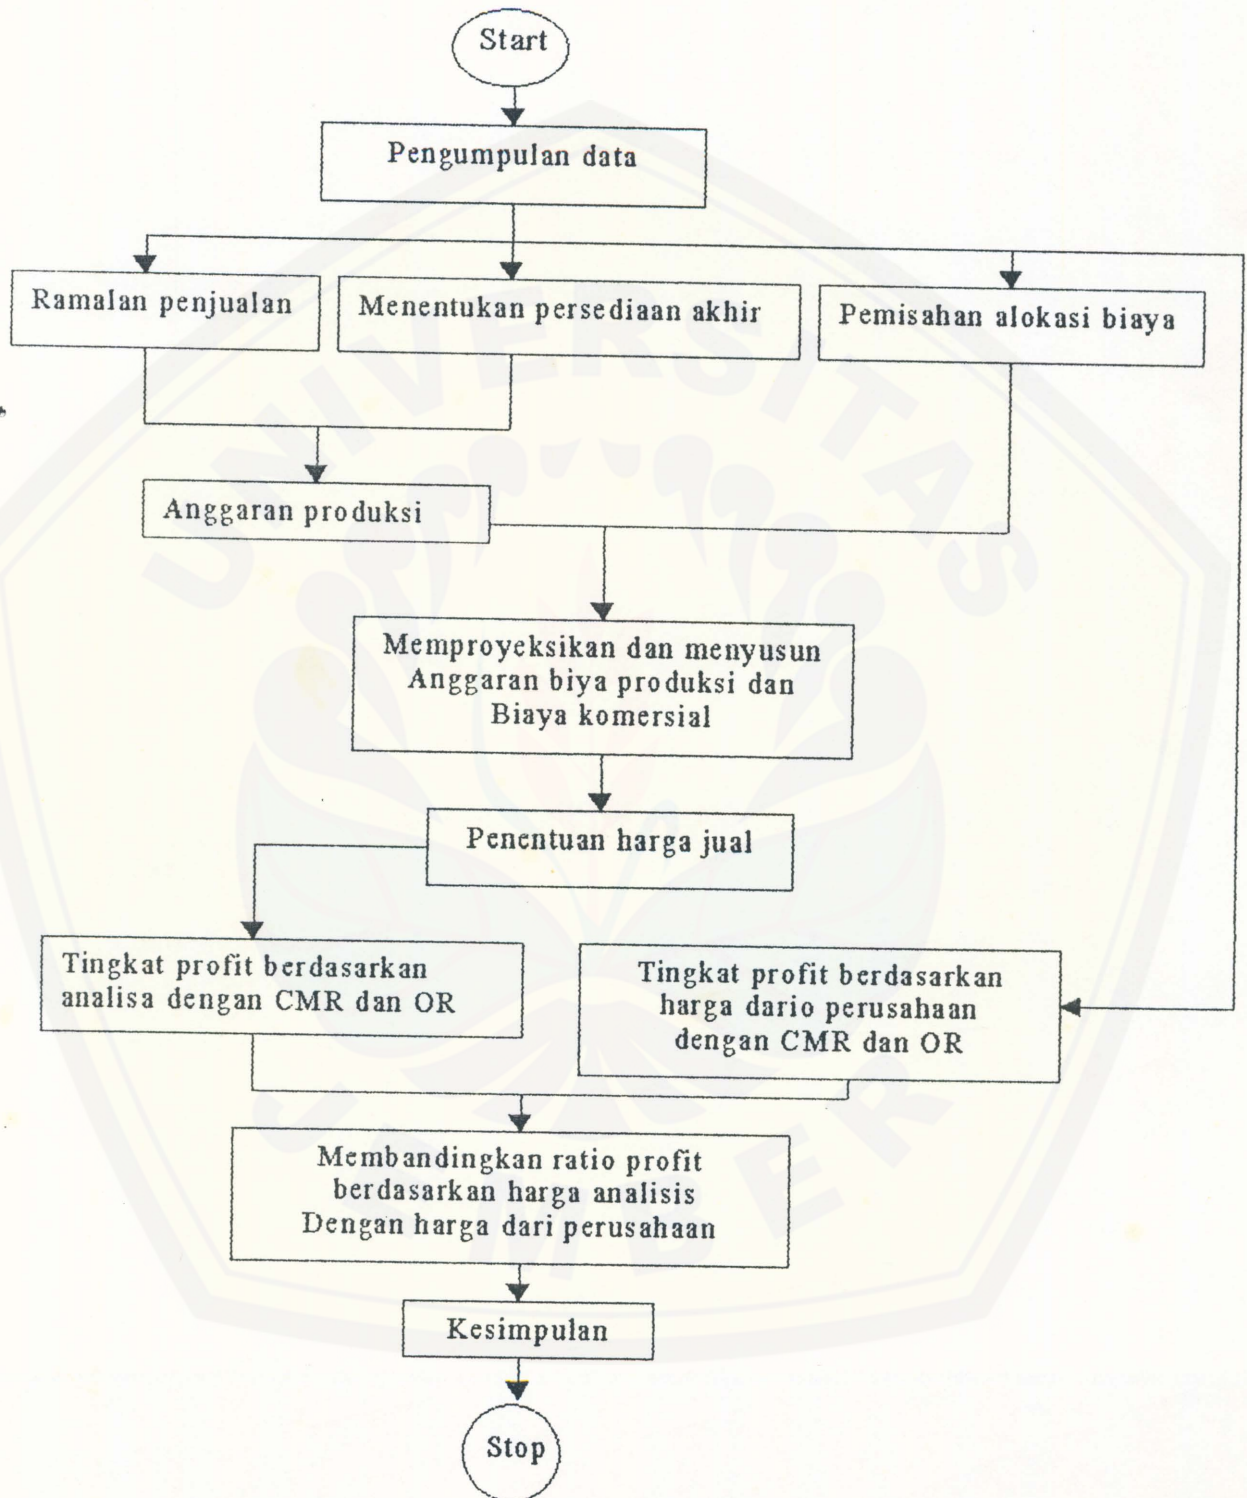 Start
Pengumpulan data
Ramalan penjualan
Menentukan persediaan akhir
Pemisahan alokasi biaya
Anggaran produksi
Memproyeksikan dan menyusun
Anggaran biya produksi dan
Biaya komersial
Penentuan harga jual
Tingkat profit berdasarkan
analisa dengan CMR dan OR
Tingkat profit berdasarkan
harga dario perusahaan
dengan CMR dan OR
Membandingkan ratio profit
berdasarkan harga analisis
Dengan harga dari perusahaan
Kesimpulan
Stop
UNIVERSITAS
JEMBER